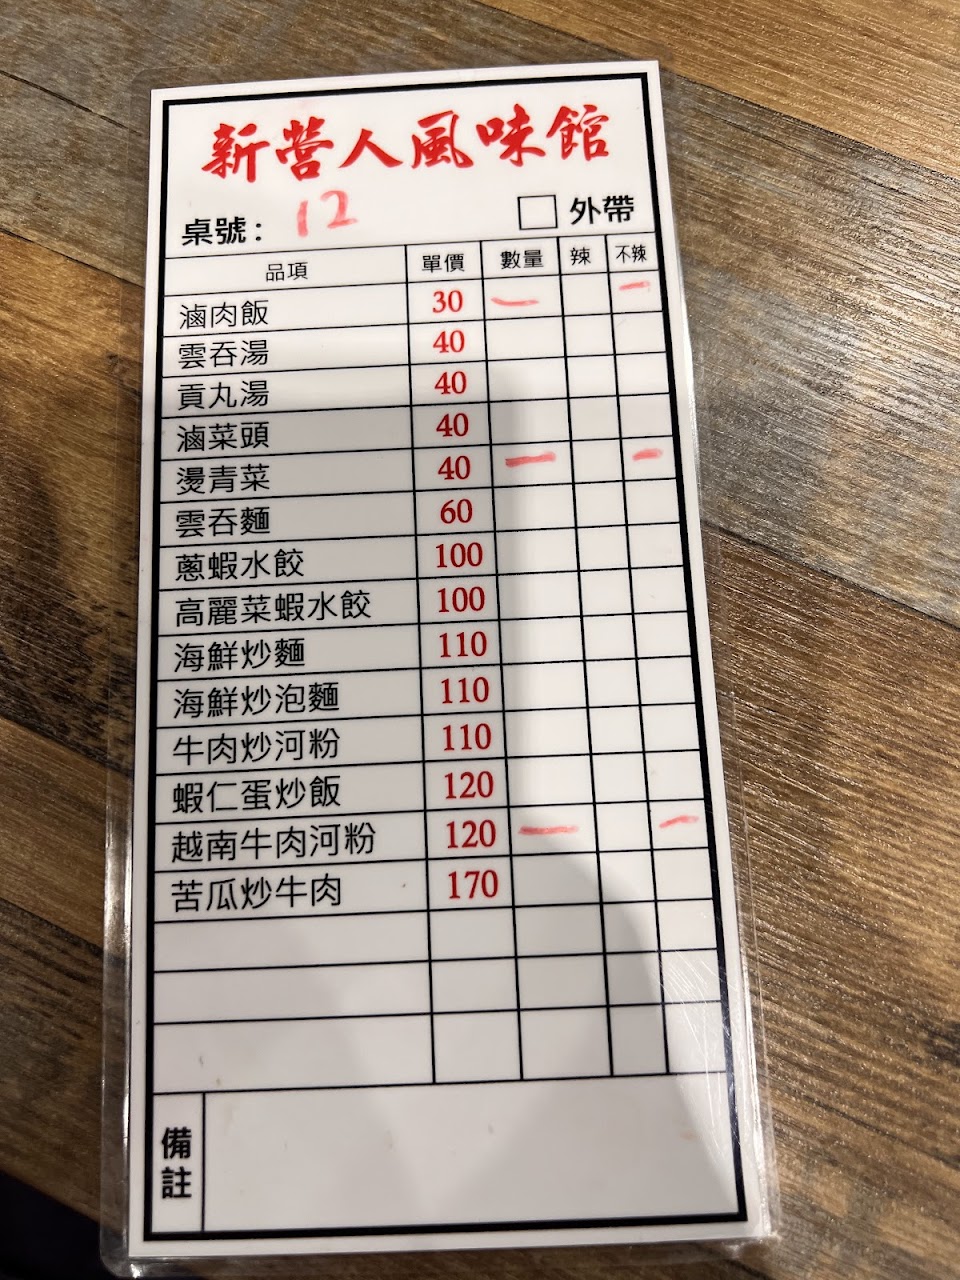 新營人風味館
桌號: 12 □ 外帶
品項 單價 數量 辣 不辣
滷肉飯 30 一 一
雲吞湯 40
貢丸湯 40
滷菜頭 40
燙青菜 40 一 一
雲吞麵 60
蔥蝦水餃 100
高麗菜蝦水餃 100
海鮮炒麵 110
海鮮炒泡麵 110
牛肉炒河粉 110
蝦仁蛋炒飯 120
越南牛肉河粉 120 一 一
苦瓜炒牛肉 170
備註